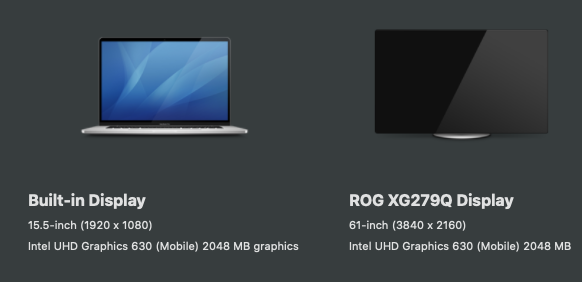 Built-in Display
15.5-inch (1920 x 1080)
Intel UHD Graphics 630 (Mobile) 2048 MB graphics
ROG XG279Q Display
61-inch (3840 x 2160)
Intel UHD Graphics 630 (Mobile) 2048 MB